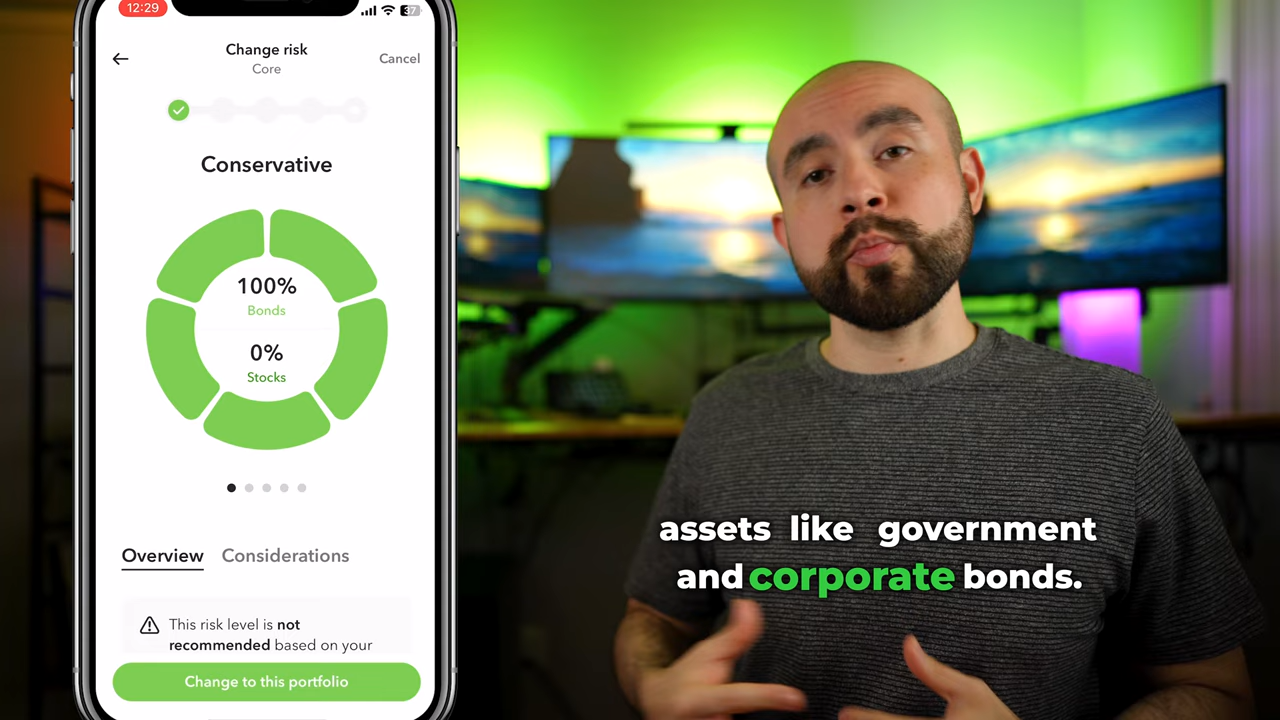 12:29
37
Change risk
Core
Cancel
Conservative
100%
Bonds
0%
Stocks
Overview Considerations
This risk level is not
recommended based on your
Change to this portfolio
assets like government
and corporate bonds.